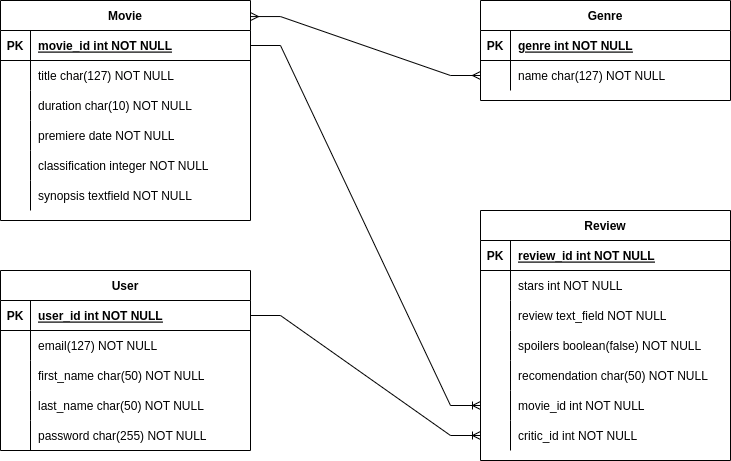 Movie
PK movie_id int NOT NULL
title char(127) NOT NULL
duration char(10) NOT NULL
premiere date NOT NULL
classification integer NOT NULL
synopsis textfield NOT NULL
Genre
PK genre int NOT NULL
name char(127) NOT NULL
User
PK user_id int NOT NULL
email(127) NOT NULL
first_name char(50) NOT NULL
last_name char(50) NOT NULL
password char(255) NOT NULL
Review
PK review_id int NOT NULL
stars int NOT NULL
review text_field NOT NULL
spoilers boolean(false) NOT NULL
recomendation char(50) NOT NULL
movie_id int NOT NULL
critic_id int NOT NULL